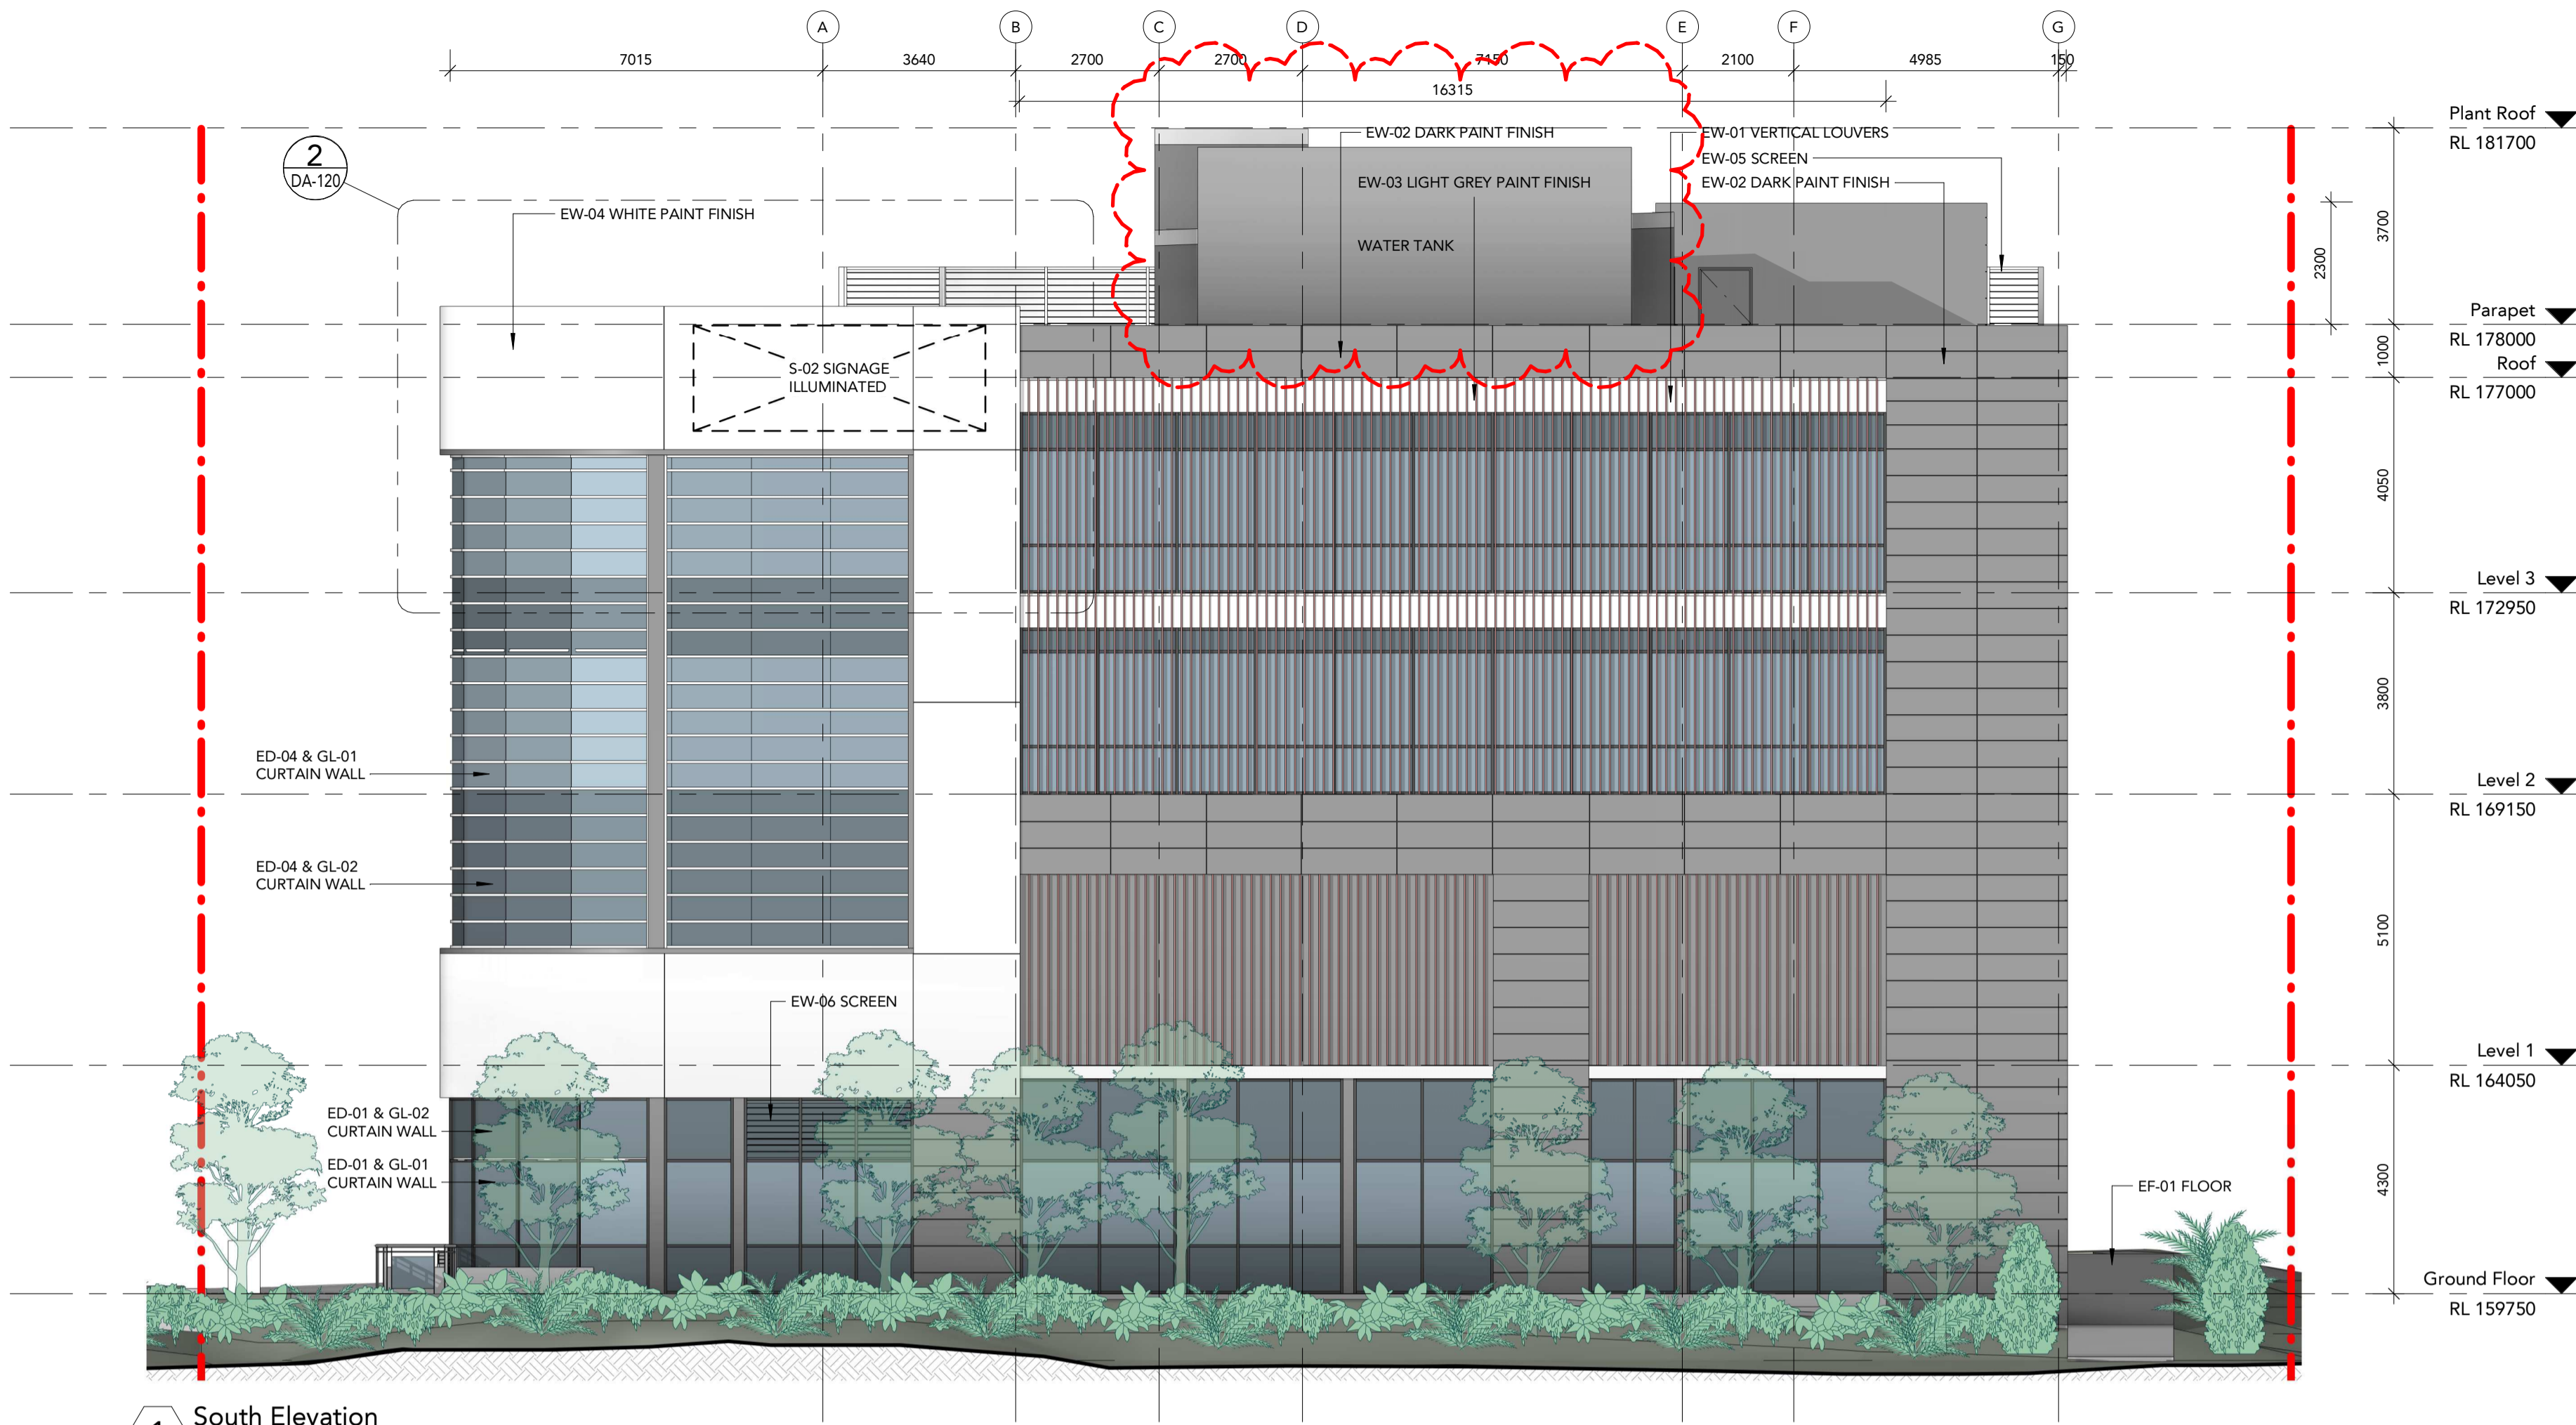 A
B
C
D
E
F
G
7015
3640
2700
2700
7150
2100
4985
150
16315
Plant Roof
RL 181700
EW-02 DARK PAINT FINISH
EW-01 VERTICAL LOUVERS
EW-05 SCREEN
2
DA-120
EW-03 LIGHT GREY PAINT FINISH
EW-02 DARK PAINT FINISH
EW-04 WHITE PAINT FINISH
3700
WATER TANK
2300
Parapet
RL 178000
1000
Roof
RL 177000
S-02 SIGNAGE
ILLUMINATED
4050
Level 3
RL 172950
3800
ED-04 & GL-01
CURTAIN WALL
Level 2
RL 169150
ED-04 & GL-02
CURTAIN WALL
5100
EW-06 SCREEN
Level 1
RL 164050
ED-01 & GL-02
CURTAIN WALL
ED-01 & GL-01
CURTAIN WALL
4300
EF-01 FLOOR
Ground Floor
RL 159750
South Elevation